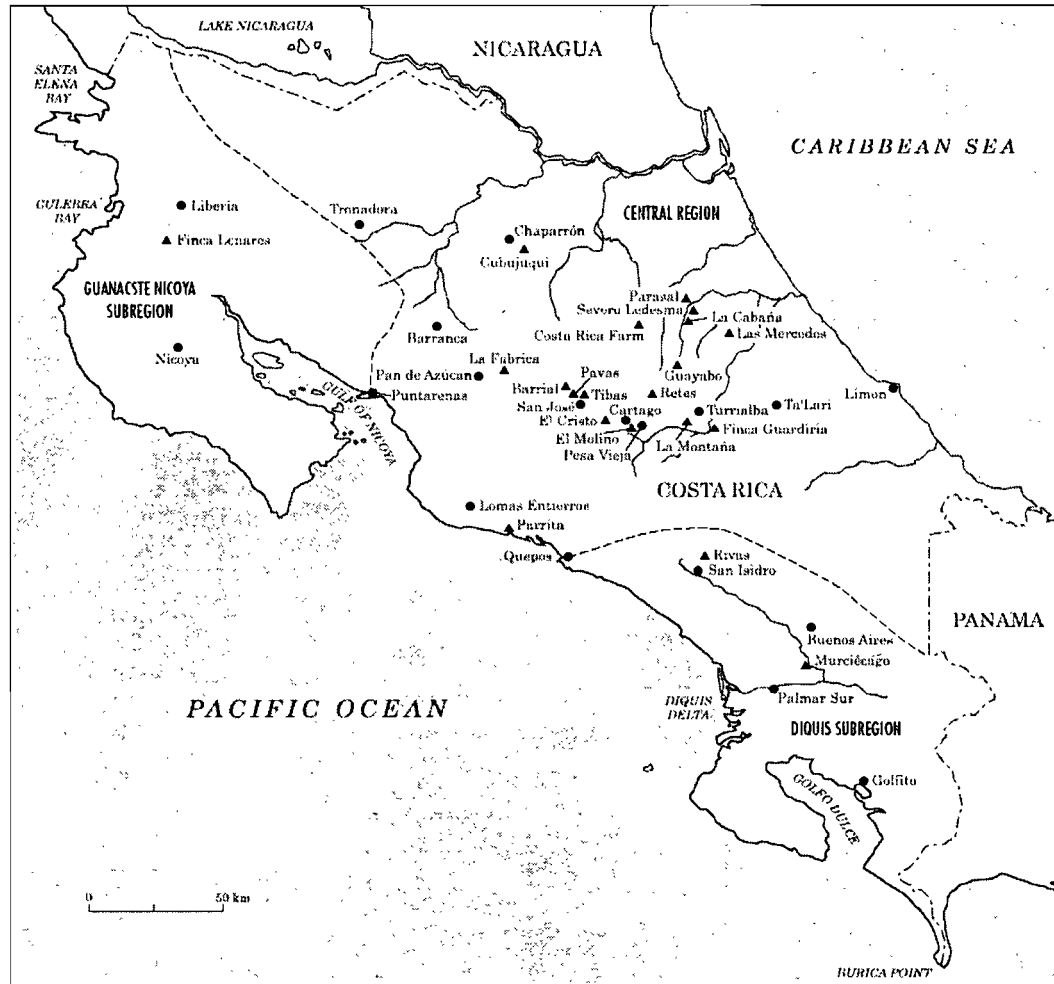 LAKE NICARAGUA
NICARAGUA
SANTA
ELENA
BAY
CARIBBEAN SEA
CULEBRA
BAY
Liberia
Tronadora
CENTRAL REGION
Chaparrón
Cubujuqui
Finca Lenares
GUANACSTE NICOYA
SUBREGION
Parasal
Severo Ledesma
La Cabaña
Costa Rica Farm
Las Mercedes
Barranca
Nicoya
La Fabrica
Guayabo
Pan de Azúcan
Pavas
Barrial
Puntarenas
Tibas
Retes
Limon
San José
Cartago
Turrialba
Ta'Lari
GULF OF NICOYA
El Cristo
Finca Guardiria
El Molino
La Montaña
Pesa Vieja
COSTA RICA
Lomas Entierros
Parrita
Quepos
Rivas
San Isidro
PANAMA
Buenos Aires
Murciécago
PACIFIC OCEAN
DIQUIS
DELTA
Palmar Sur
DIQUIS SUBREGION
Golfito
GOLFO DULCE
0 50 km
BURICA POINT